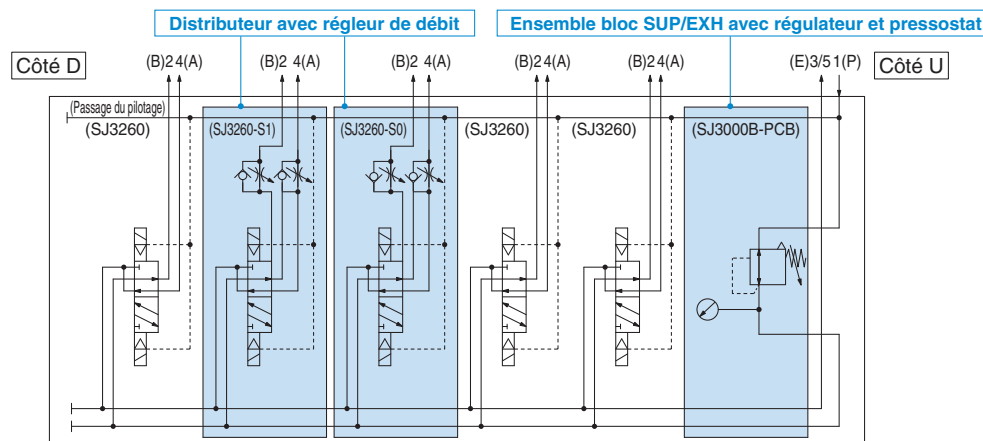 Distributeur avec régleur de débit
Ensemble bloc SUP/EXH avec régulateur et pressostat
Côté D
(B)2 4(A)
(B)2 4(A)
(B)2 4(A)
(B)24(A)
(B)2 4(A)
(E)3/5 1(P)
Côté U
(Passage du pilotage)
(SJ3260)
(SJ3260-S1)
(SJ3260-S0)
(SJ3260)
(SJ3260)
(SJ3000B-PCB)